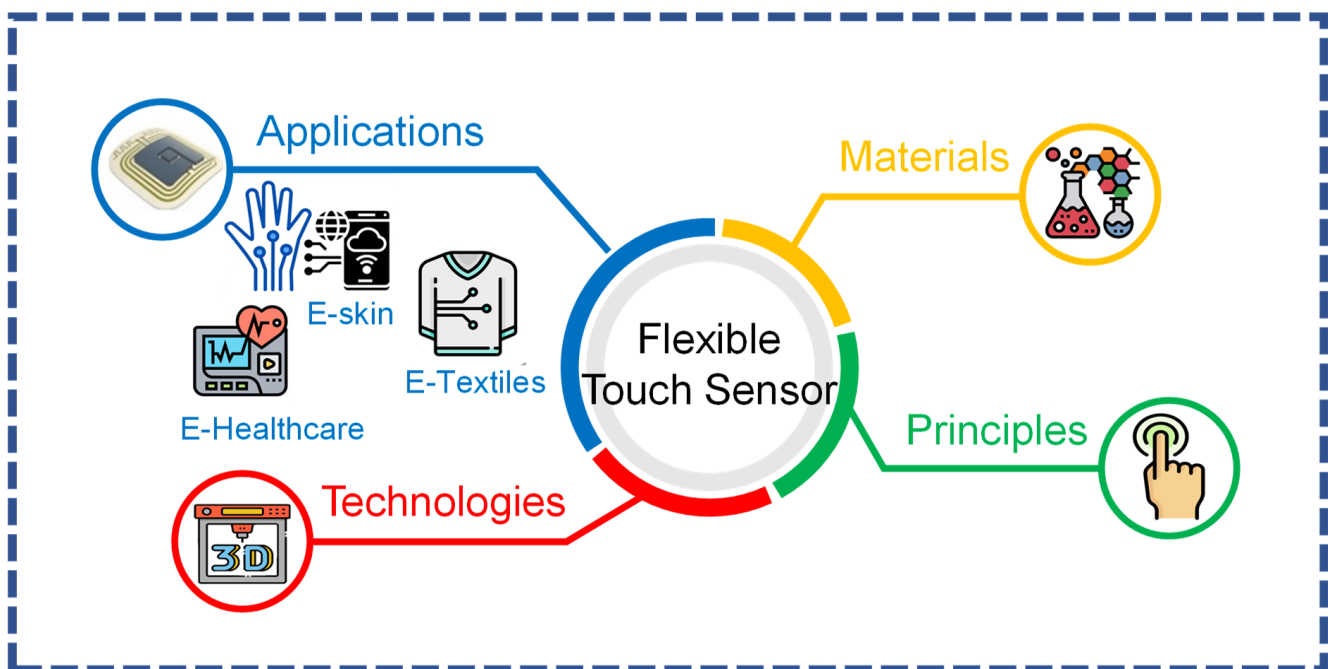 Applications
Materials
E-skin
Flexible
Touch Sensor
E-Textiles
E-Healthcare
Principles
Technologies
3D